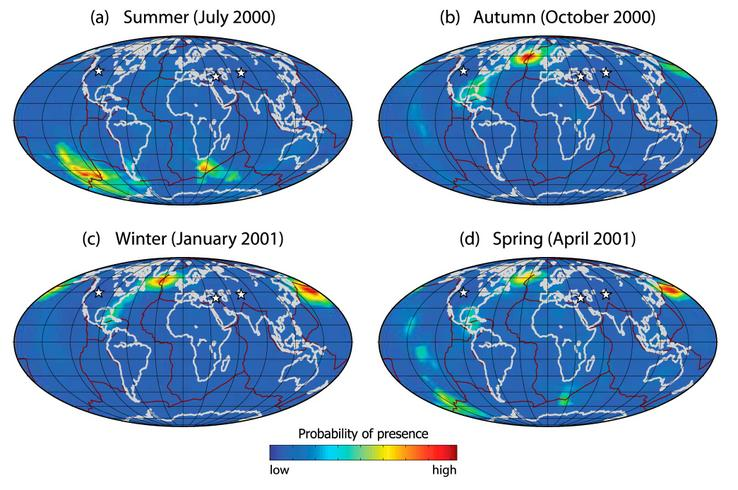 (a) Summer (July 2000)
(b) Autumn (October 2000)
(c) Winter (January 2001)
(d) Spring (April 2001)
Probability of presence
low high